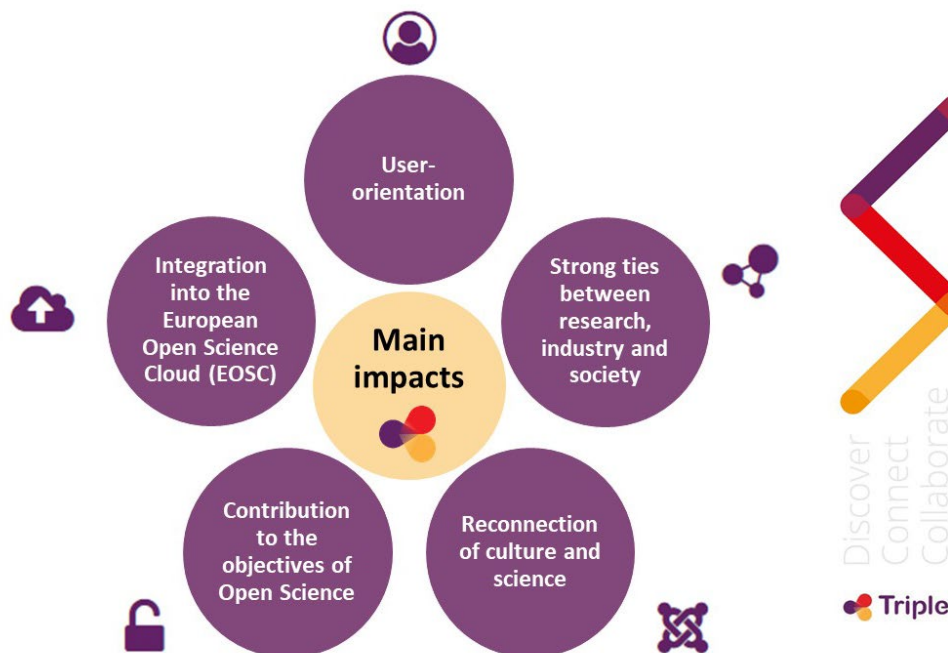 User-
orientation
Integration
into the
European
Open Science
Cloud (EOSC)
Strong ties
between
research,
industry and
society
Main
impacts
Contribution
to the
objectives of
Open Science
Reconnection
of culture and
science
Discover
Connect
Collaborate
Triple